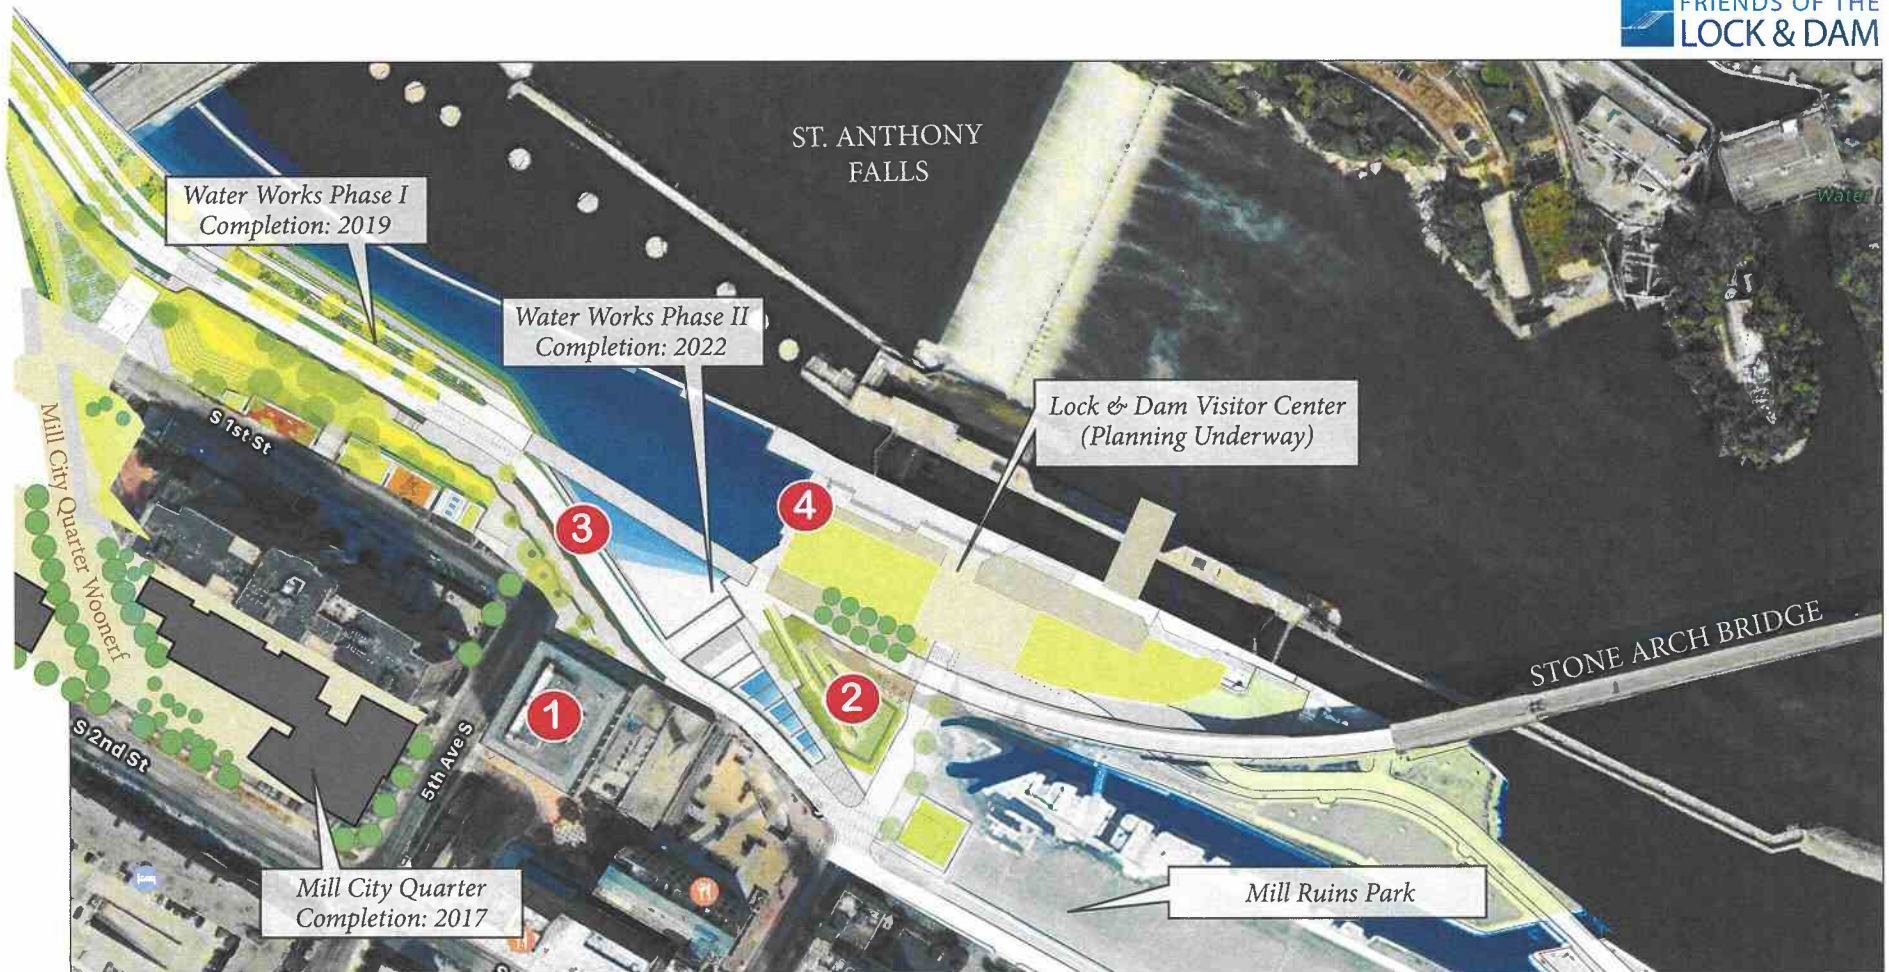 FRIENDS OF THE
LOCK & DAM
ST. ANTHONY
FALLS
Water Works Phase I
Completion: 2019
Water
Water Works Phase II
Completion: 2022
Lock & Dam Visitor Center
(Planning Underway)
S 1st St
Mill City Quarter Woonerf
4
3
STONE ARCH BRIDGE
2
1
S 2nd St
5th Ave S
Mill City Quarter
Completion: 2017
Mill Ruins Park
S